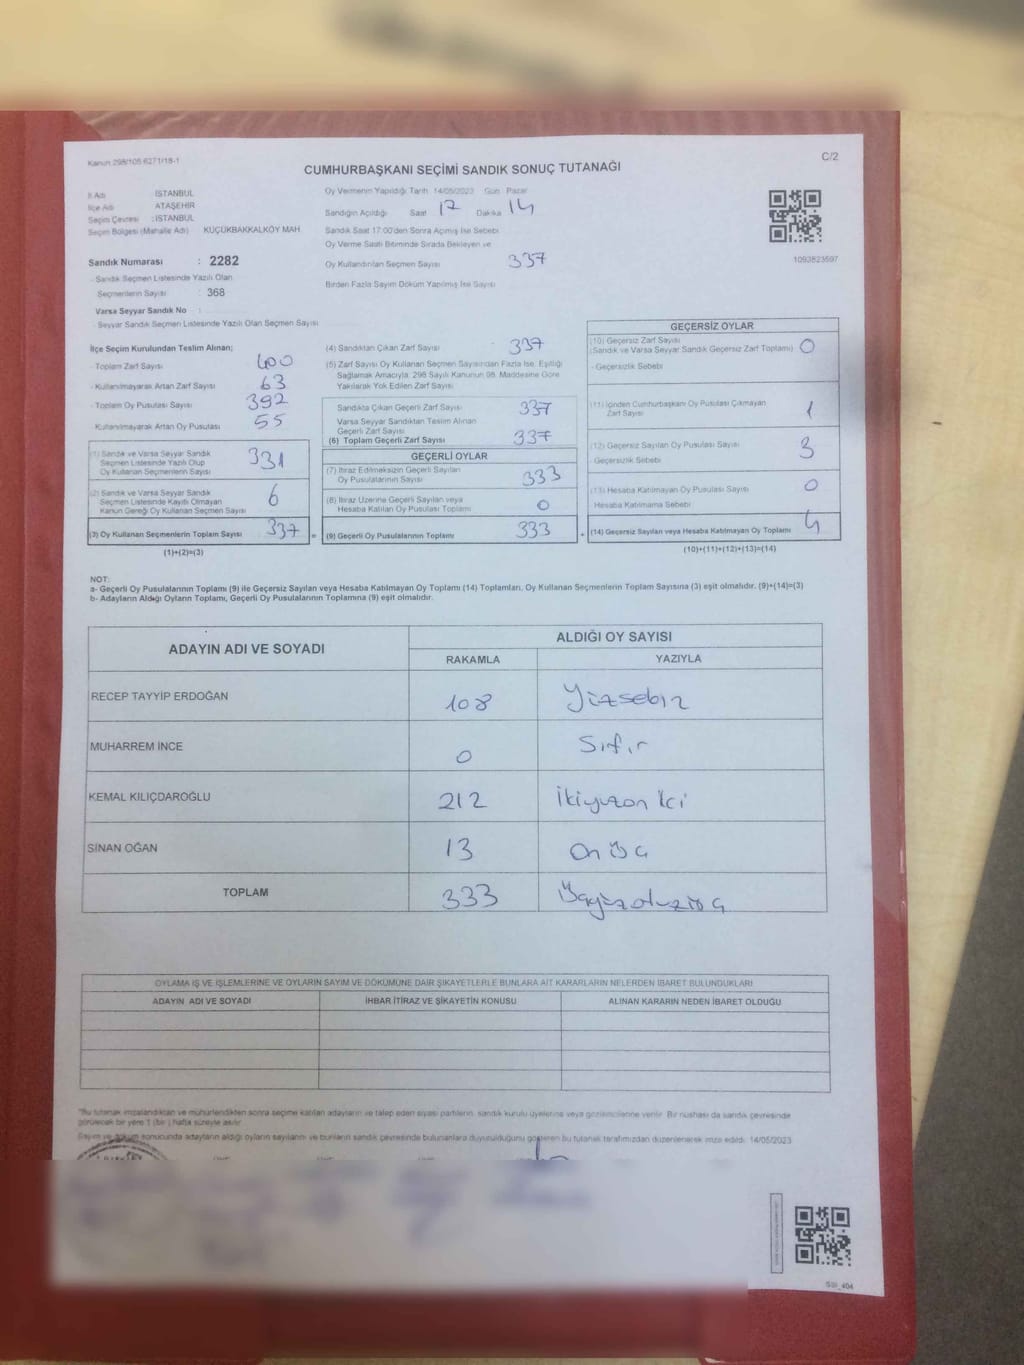 Kanun 298/105 6271/18-1
C/2
CUMHURBAŞKANI SEÇİMİ SANDIK SONUÇ TUTANAĞI
İl Adı İSTANBUL
İlçe Adı ATAŞEHİR
Seçim Çevresi : İSTANBUL
Seçim Bölgesi (Mahalle Adı) KÜÇÜKBAKKALKÖY MAH
Sandık Numarası : 2282
- Sandık Seçmen Listesinde Yazılı Olan
Seçmenlerin Sayısı : 368
Varsa Seyyar Sandık No :
- Seyyar Sandık Seçmen Listesinde Yazılı Olan Seçmen Sayısı
Oy Vermenin Yapıldığı Tarih 14/05/2023 Gün Pazar
Sandığın Açıldığı Saat 17 Dakika 14
Sandık Saat 17:00'den Sonra Açılmış İse Sebebi
Oy Verme Saati Bitiminde Sırada Bekleyen ve
Oy Kullandırılan Seçmen Sayısı 337
Birden Fazla Sayım Döküm Yapılmış İse Sayısı
1093823597
İlçe Seçim Kurulundan Teslim Alınan;
- Toplam Zarf Sayısı 400
- Kullanılmayarak Artan Zarf Sayısı 63
- Toplam Oy Pusulası Sayısı 392
- Kullanılmayarak Artan Oy Pusulası 55
(1) Sandık ve Varsa Seyyar Sandık
Seçmen Listesinde Yazılı Olup
Oy Kullanan Seçmenlerin Sayısı 331
(2) Sandık ve Varsa Seyyar Sandık
Seçmen Listesinde Kayıtlı Olmayan
Kanun Gereği Oy Kullanan Seçmen Sayısı 6
(3) Oy Kullanan Seçmenlerin Toplam Sayısı 337 =
(1)+(2)=(3)
(4) Sandıktan Çıkan Zarf Sayısı 337
(5) Zarf Sayısı Oy Kullanan Seçmen Sayısından Fazla İse, Eşitliği
Sağlamak Amacıyla, 298 Sayılı Kanunun 98. Maddesine Göre
Yakılarak Yok Edilen Zarf Sayısı
Sandıkta Çıkan Geçerli Zarf Sayısı 337
Varsa Seyyar Sandıktan Teslim Alınan
Geçerli Zarf Sayısı
(6) Toplam Geçerli Zarf Sayısı 337
GEÇERLİ OYLAR
(7) İtiraz Edilmeksizin Geçerli Sayılan
Oy Pusulasının Sayısı 333
(8) İtiraz Üzerine Geçerli Sayılan veya
Hesaba Katılan Oy Pusulası Toplamı 0
(9) Geçerli Oy Pusulalarının Toplamı 333 +
GEÇERSİZ OYLAR
(10) Geçersiz Zarf Sayısı
(Sandık ve Varsa Seyyar Sandık Geçersiz Zarf Toplamı) 0
- Geçersizlik Sebebi
(11) İçinden Cumhurbaşkanı Oy Pusulası Çıkmayan
Zarf Sayısı 1
(12) Geçersiz Sayılan Oy Pusulası Sayısı 3
- Geçersizlik Sebebi
(13) Hesaba Katılmayan Oy Pusulası Sayısı 0
Hesaba Katılmama Sebebi
(14) Geçersiz Sayılan veya Hesaba Katılmayan Oy Toplamı 4
(10)+(11)+(12)+(13)=(14)
NOT:
a- Geçerli Oy Pusulalarının Toplamı (9) ile Geçersiz Sayılan veya Hesaba Katılmayan Oy Toplamı (14) Toplamları, Oy Kullanan Seçmenlerin Toplam Sayısına (3) eşit olmalıdır. (9)+(14)=(3)
b- Adayların Aldığı Oyların Toplamı, Geçerli Oy Pusulalarının Toplamına (9) eşit olmalıdır.
ADAYIN ADI VE SOYADI ALDIĞI OY SAYISI
RAKAMLA YAZIYLA
RECEP TAYYİP ERDOĞAN 108 Yüzsekiz
MUHARREM İNCE 0 Sıfır
KEMAL KILIÇDAROĞLU 212 İkiyüzon İki
SİNAN OĞAN 13 On üç
TOPLAM 333 Üçyüzotuzüç
OYLAMA İŞ VE İŞLEMLERİNE VE OYLARIN SAYIM VE DÖKÜMÜNE DAİR ŞİKAYETLERLE BUNLARA AİT KARARLARIN NELERDEN İBARET BULUNDUKLARI
ADAYIN ADI VE SOYADI İHBAR İTİRAZ VE ŞİKAYETİN KONUSU ALINAN KARARIN NEDEN İBARET OLDUĞU
"Bu tutanak imzalandıktan ve mühürlendikten sonra seçime katılan adayların ve talep eden siyasi partilerin, sandık kurulu üyelerine veya gözlemcilerine verilir. Bir nüshası da sandık çevresinde
görülecek bir yere 1 (bir) hafta süreyle asılır.
Sayım ve döküm sonucunda adayların aldığı oyların sayılarını ve bunların sandık çevresinde bulunanlara duyurulduğunu gösteren bu tutanak tarafımızdan düzenlenerek imza edildi. 14/05/2023
SSI_404